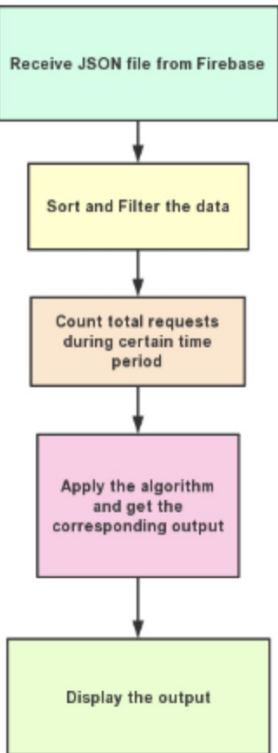 Receive JSON file from Firebase
Sort and Filter the data
Count total requests
during certain time
period
Apply the algorithm
and get the
corresponding output
Display the output